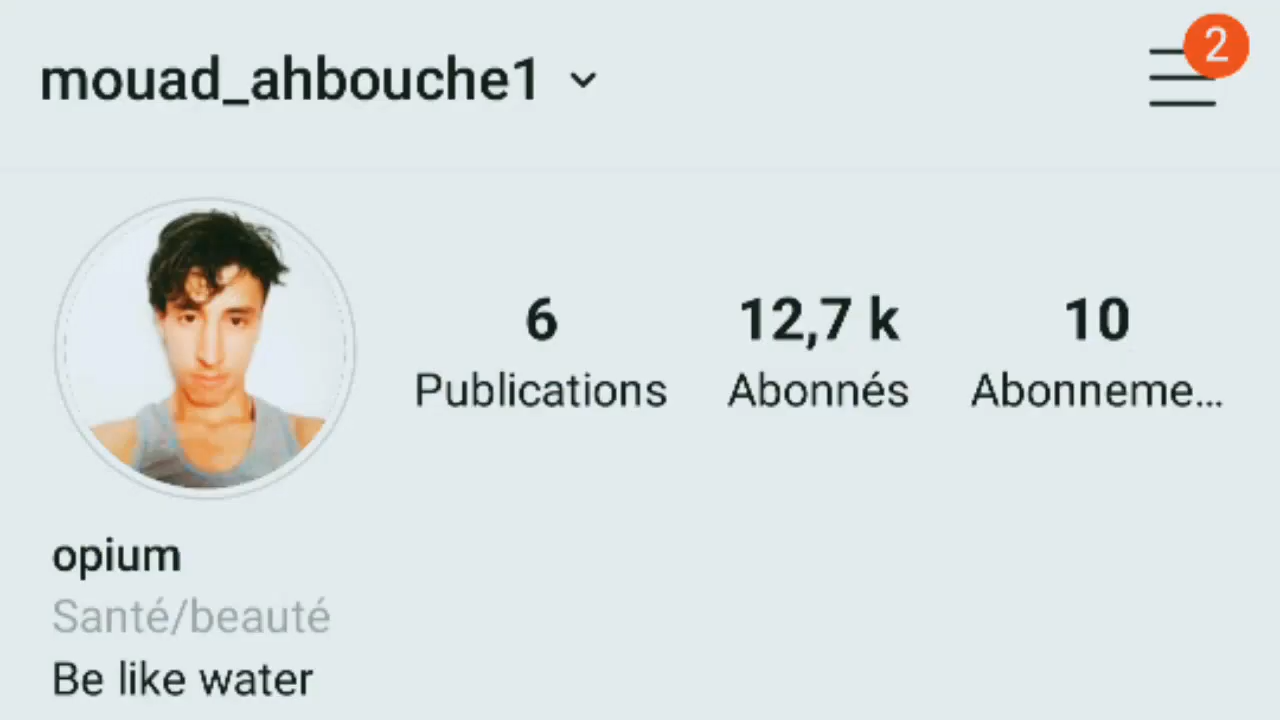 mouad_ahbouche1
2
6 12,7 k 10
Publications Abonnés Abonneme...
opium
Santé/beauté
Be like water